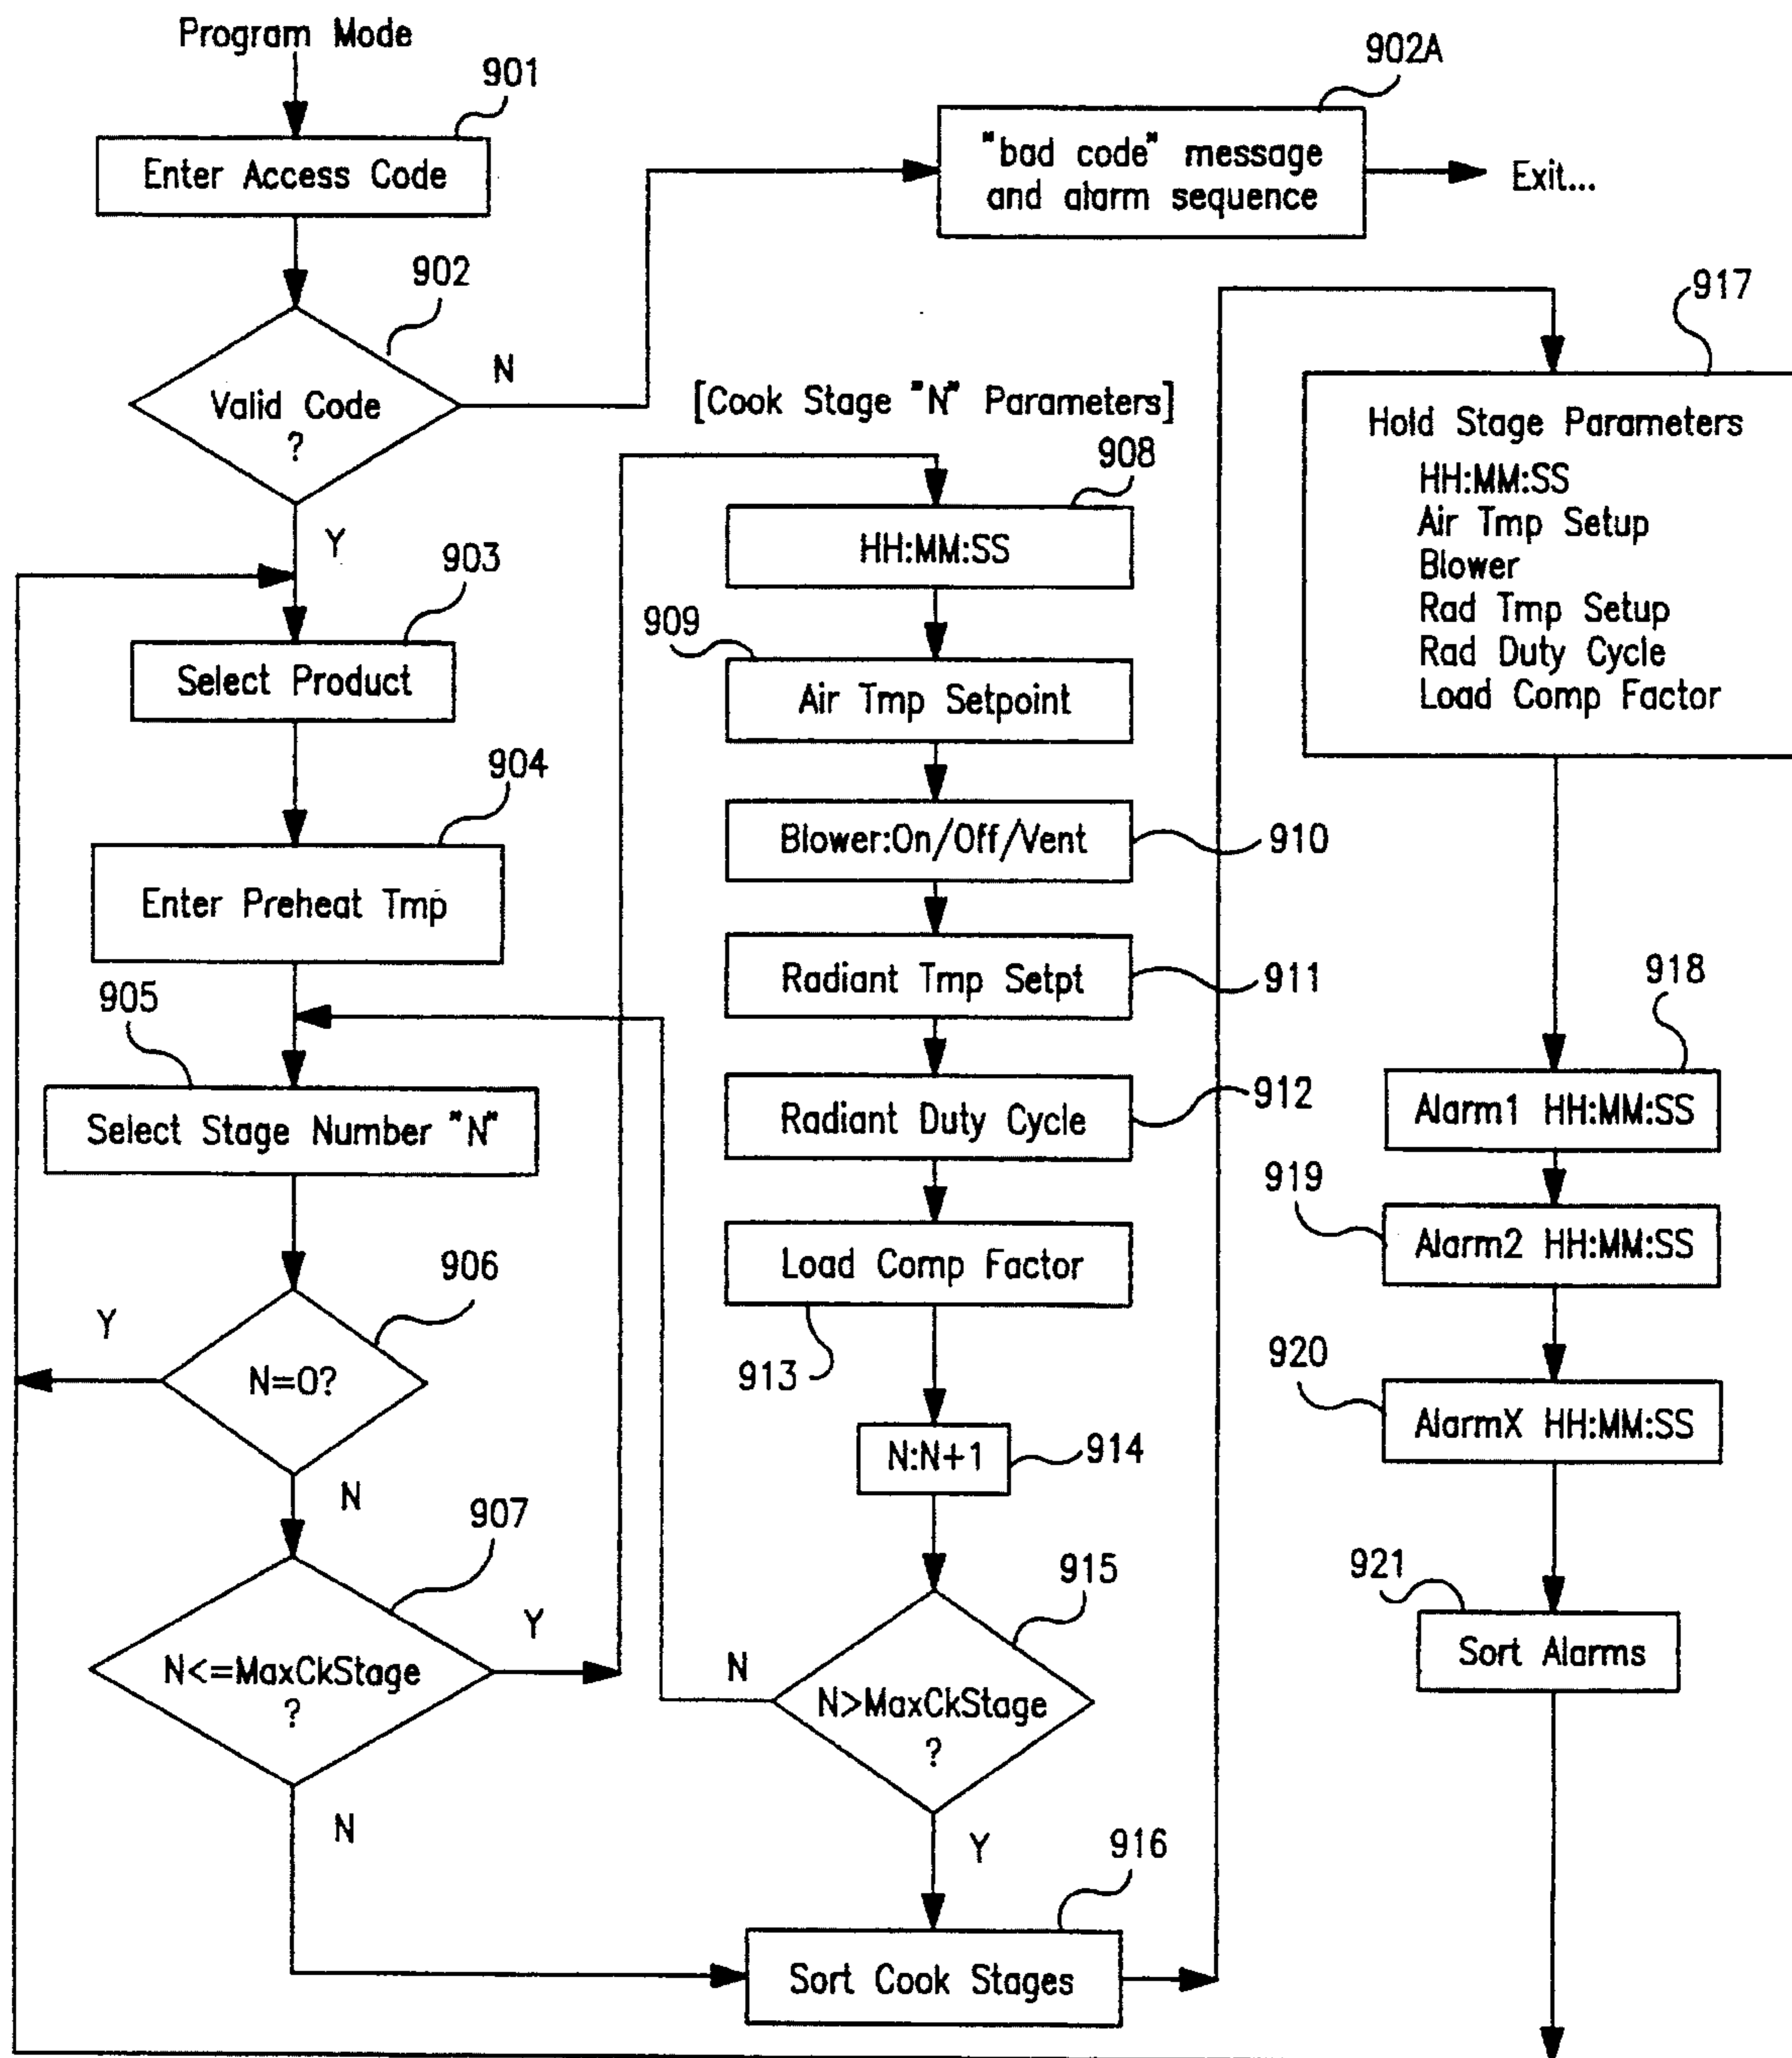 Program Mode
901
Enter Access Code
902
Valid Code
?
N
Y
902A
"bad code" message
and alarm sequence
Exit...
903
Select Product
904
Enter Preheat Tmp
905
Select Stage Number "N"
906
N=0?
Y
N
907
N<=MaxCkStage
?
Y
N
[Cook Stage "N" Parameters]
908
HH:MM:SS
909
Air Tmp Setpoint
Blower:On/Off/Vent
910
Radiant Tmp Setpt
911
Radiant Duty Cycle
912
Load Comp Factor
913
N:N+1
914
915
N>MaxCkStage
?
N
Y
916
Sort Cook Stages
917
Hold Stage Parameters
HH:MM:SS
Air Tmp Setup
Blower
Rad Tmp Setup
Rad Duty Cycle
Load Comp Factor
918
Alarm1 HH:MM:SS
919
Alarm2 HH:MM:SS
920
AlarmX HH:MM:SS
921
Sort Alarms